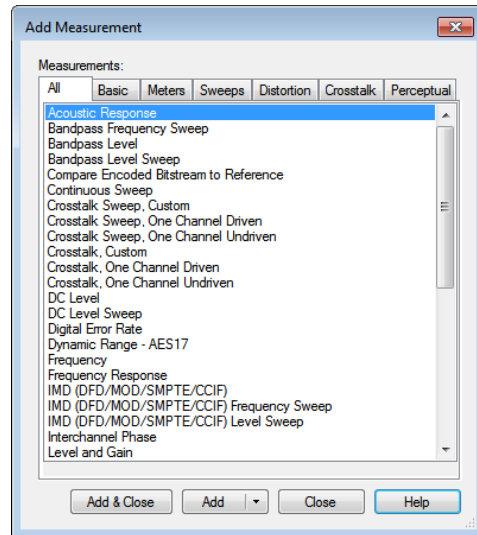 Add Measurement
Measurements:
All Basic Meters Sweeps Distortion Crosstalk Perceptual
Acoustic Response
Bandpass Frequency Sweep
Bandpass Level
Bandpass Level Sweep
Compare Encoded Bitstream to Reference
Continuous Sweep
Crosstalk Sweep, Custom
Crosstalk Sweep, One Channel Driven
Crosstalk Sweep, One Channel Undriven
Crosstalk, Custom
Crosstalk, One Channel Driven
Crosstalk, One Channel Undriven
DC Level
DC Level Sweep
Digital Error Rate
Dynamic Range - AES17
Frequency
Frequency Response
IMD (DFD/MOD/SMPTE/CCIF)
IMD (DFD/MOD/SMPTE/CCIF) Frequency Sweep
IMD (DFD/MOD/SMPTE/CCIF) Level Sweep
Interchannel Phase
Level and Gain
Add & Close Add Close Help